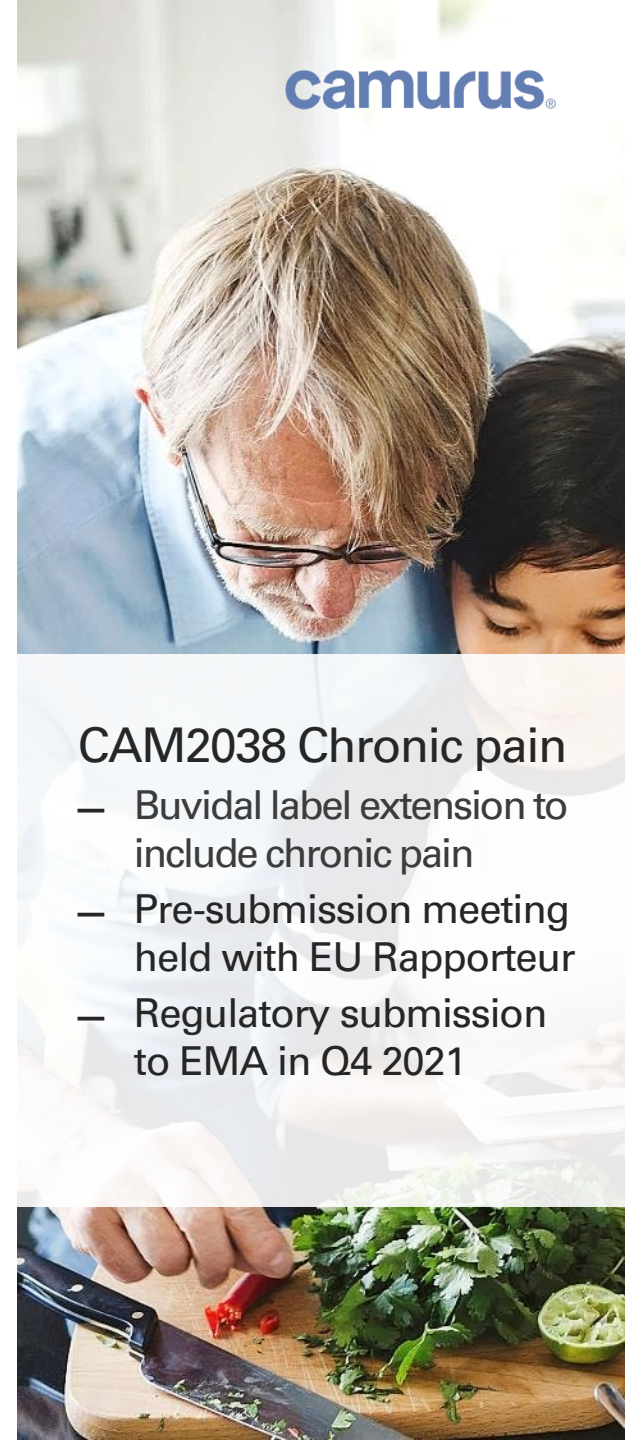 camurus®
CAM2038 Chronic pain
– Buvidal label extension to
include chronic pain
– Pre-submission meeting
held with EU Rapporteur
– Regulatory submission
to EMA in Q4 2021